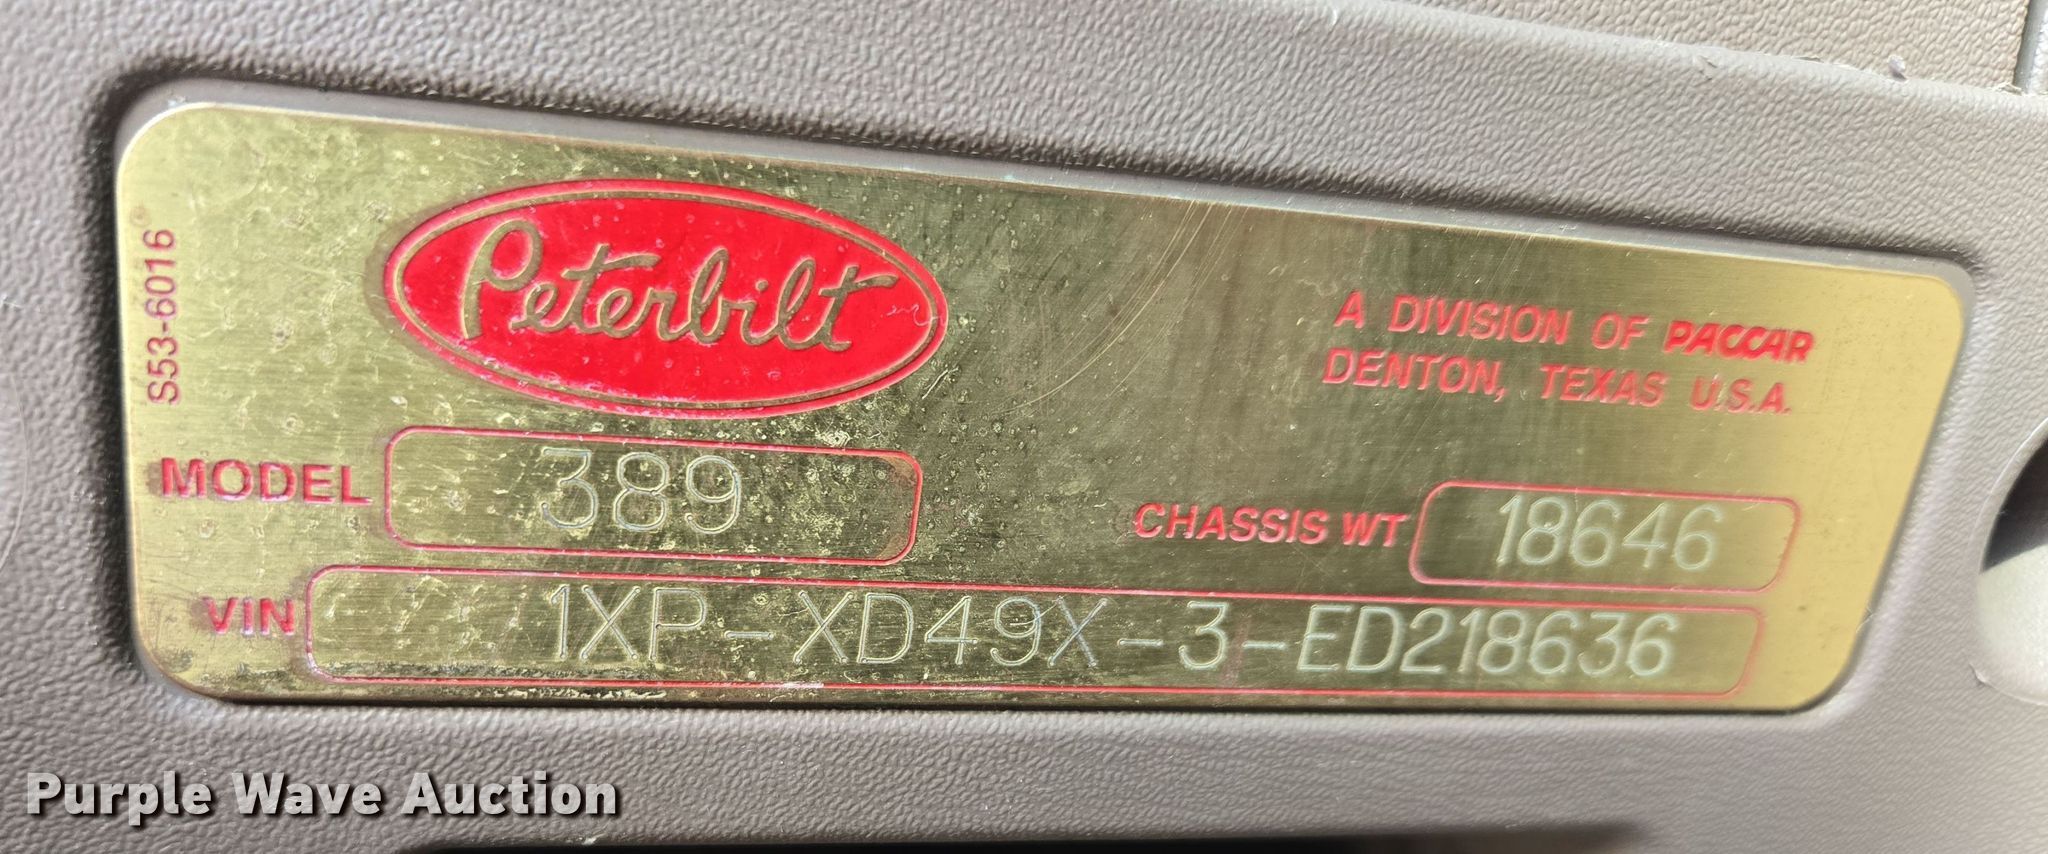 S53-6016
Peterbilt
A DIVISION OF PACCAR
DENTON, TEXAS U.S.A.
MODEL 389
CHASSIS WT 18646
VIN 1XP-XD49X-3-ED218636
Purple Wave Auction